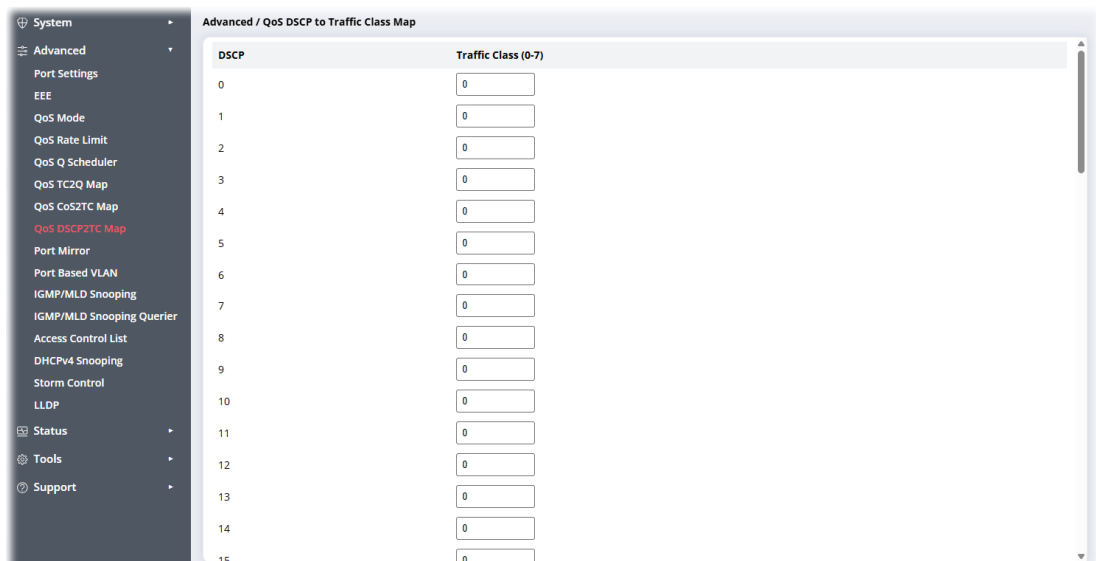 System
Advanced
Port Settings
EEE
QoS Mode
QoS Rate Limit
QoS Q Scheduler
QoS TC2Q Map
QoS CoS2TC Map
QoS DSCP2TC Map
Port Mirror
Port Based VLAN
IGMP/MLD Snooping
IGMP/MLD Snooping Querier
Access Control List
DHCPv4 Snooping
Storm Control
LLDP
Status
Tools
Support
Advanced / QoS DSCP to Traffic Class Map
DSCP Traffic Class (0-7)
0 0
1 0
2 0
3 0
4 0
5 0
6 0
7 0
8 0
9 0
10 0
11 0
12 0
13 0
14 0
15 0